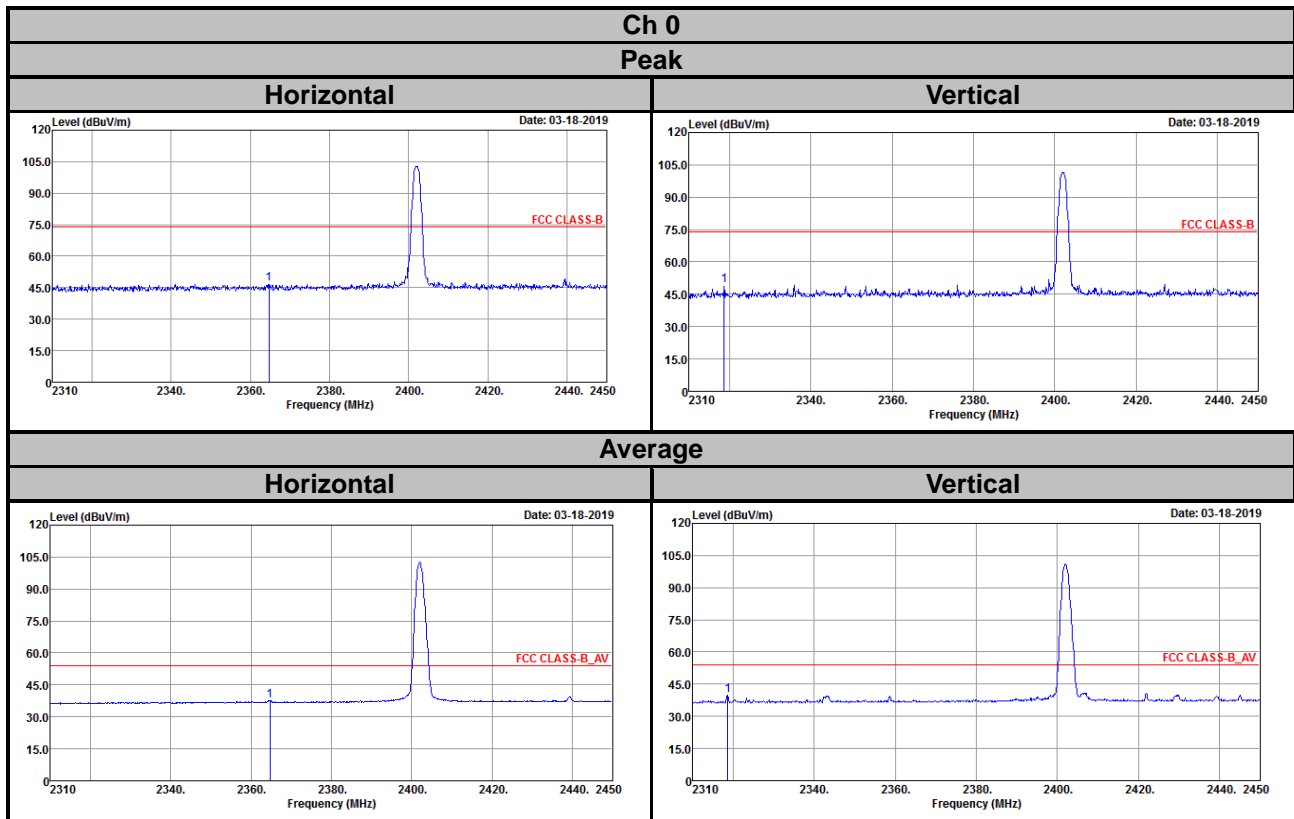 Ch 0
Peak
Horizontal Vertical
Level (dBuV/m) Date: 03-18-2019
120
105.0
90.0
75.0
FCC CLASS-B
60.0
1
45.0
30.0
15.0
0
2310 2340. 2360. 2380. 2400. 2420. 2440. 2450
Frequency (MHz)
Level (dBuV/m) Date: 03-18-2019
120
105.0
90.0
75.0
FCC CLASS-B
60.0
1
45.0
30.0
15.0
0
2310 2340. 2360. 2380. 2400. 2420. 2440. 2450
Frequency (MHz)
Average
Horizontal Vertical
Level (dBuV/m) Date: 03-18-2019
120
105.0
90.0
75.0
60.0
FCC CLASS-B_AV
45.0
1
30.0
15.0
0
2310 2340. 2360. 2380. 2400. 2420. 2440. 2450
Frequency (MHz)
Level (dBuV/m) Date: 03-18-2019
120
105.0
90.0
75.0
60.0
FCC CLASS-B_AV
45.0
1
30.0
15.0
0
2310 2340. 2360. 2380. 2400. 2420. 2440. 2450
Frequency (MHz)